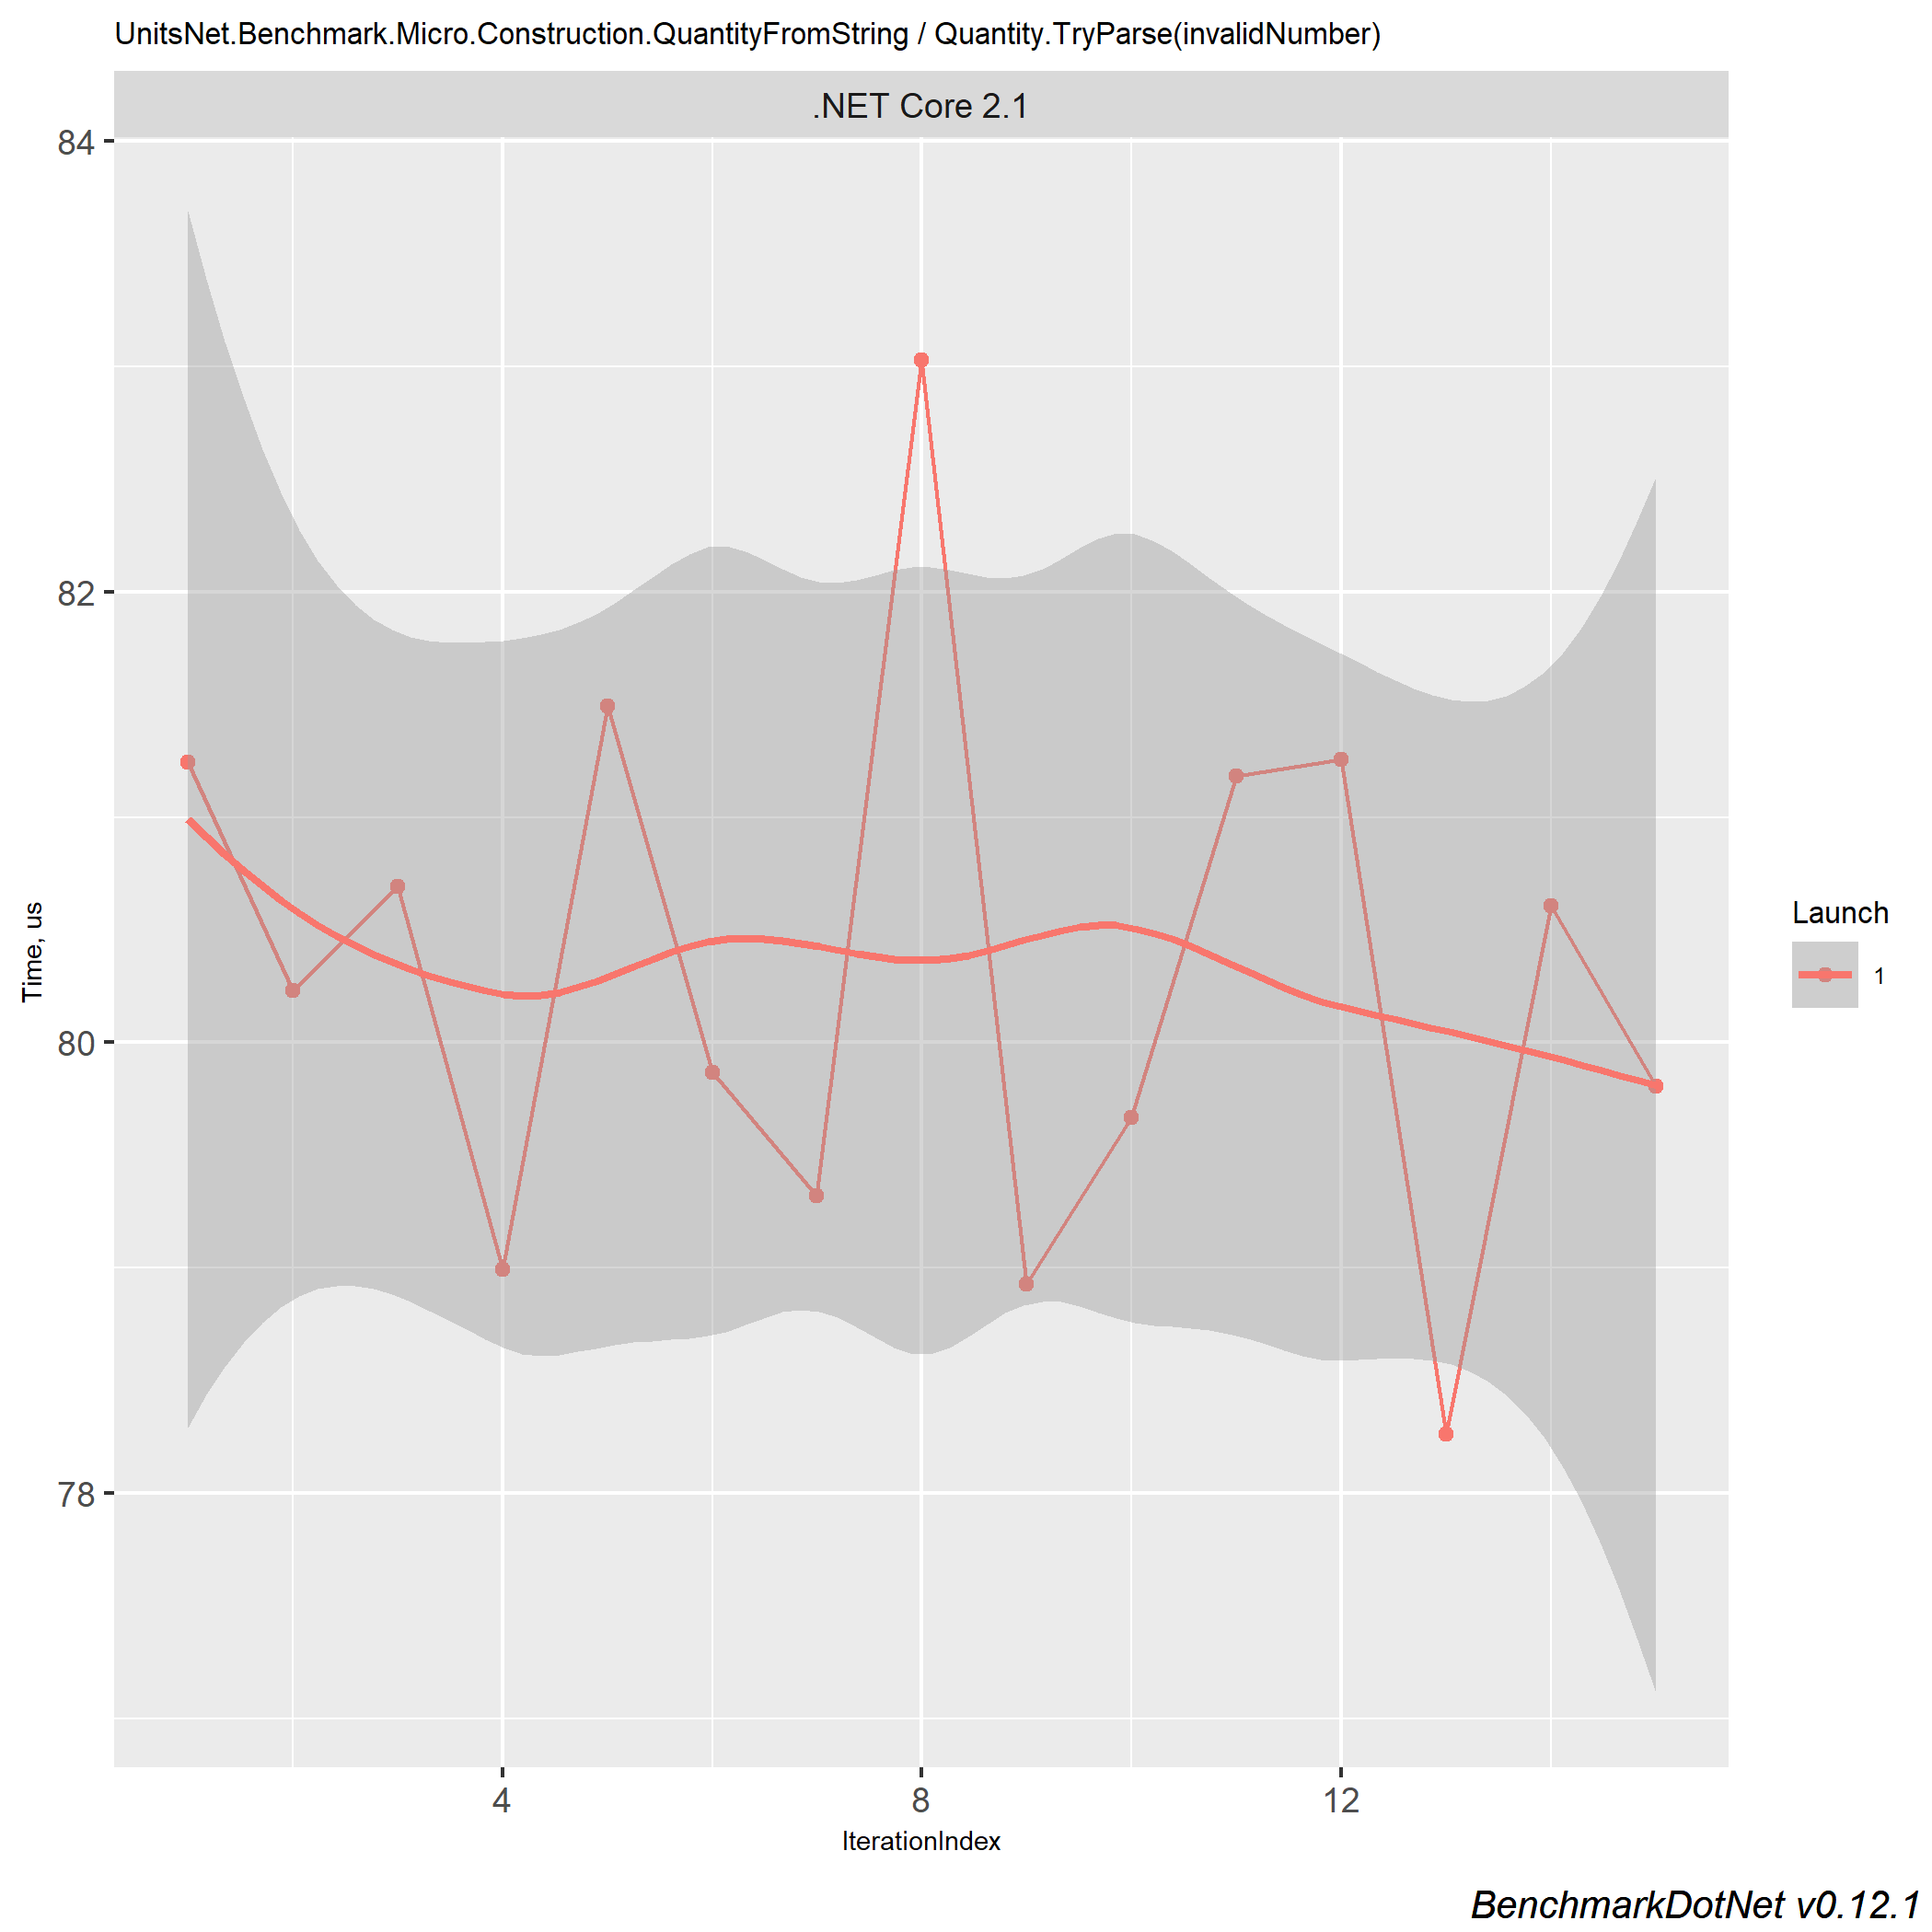 UnitsNet.Benchmark.Micro.Construction.QuantityFromString / Quantity.TryParse(invalidNumber)
.NET Core 2.1
84
82
80
78
Time, us
4
8
12
IterationIndex
Launch
1
BenchmarkDotNet v0.12.1